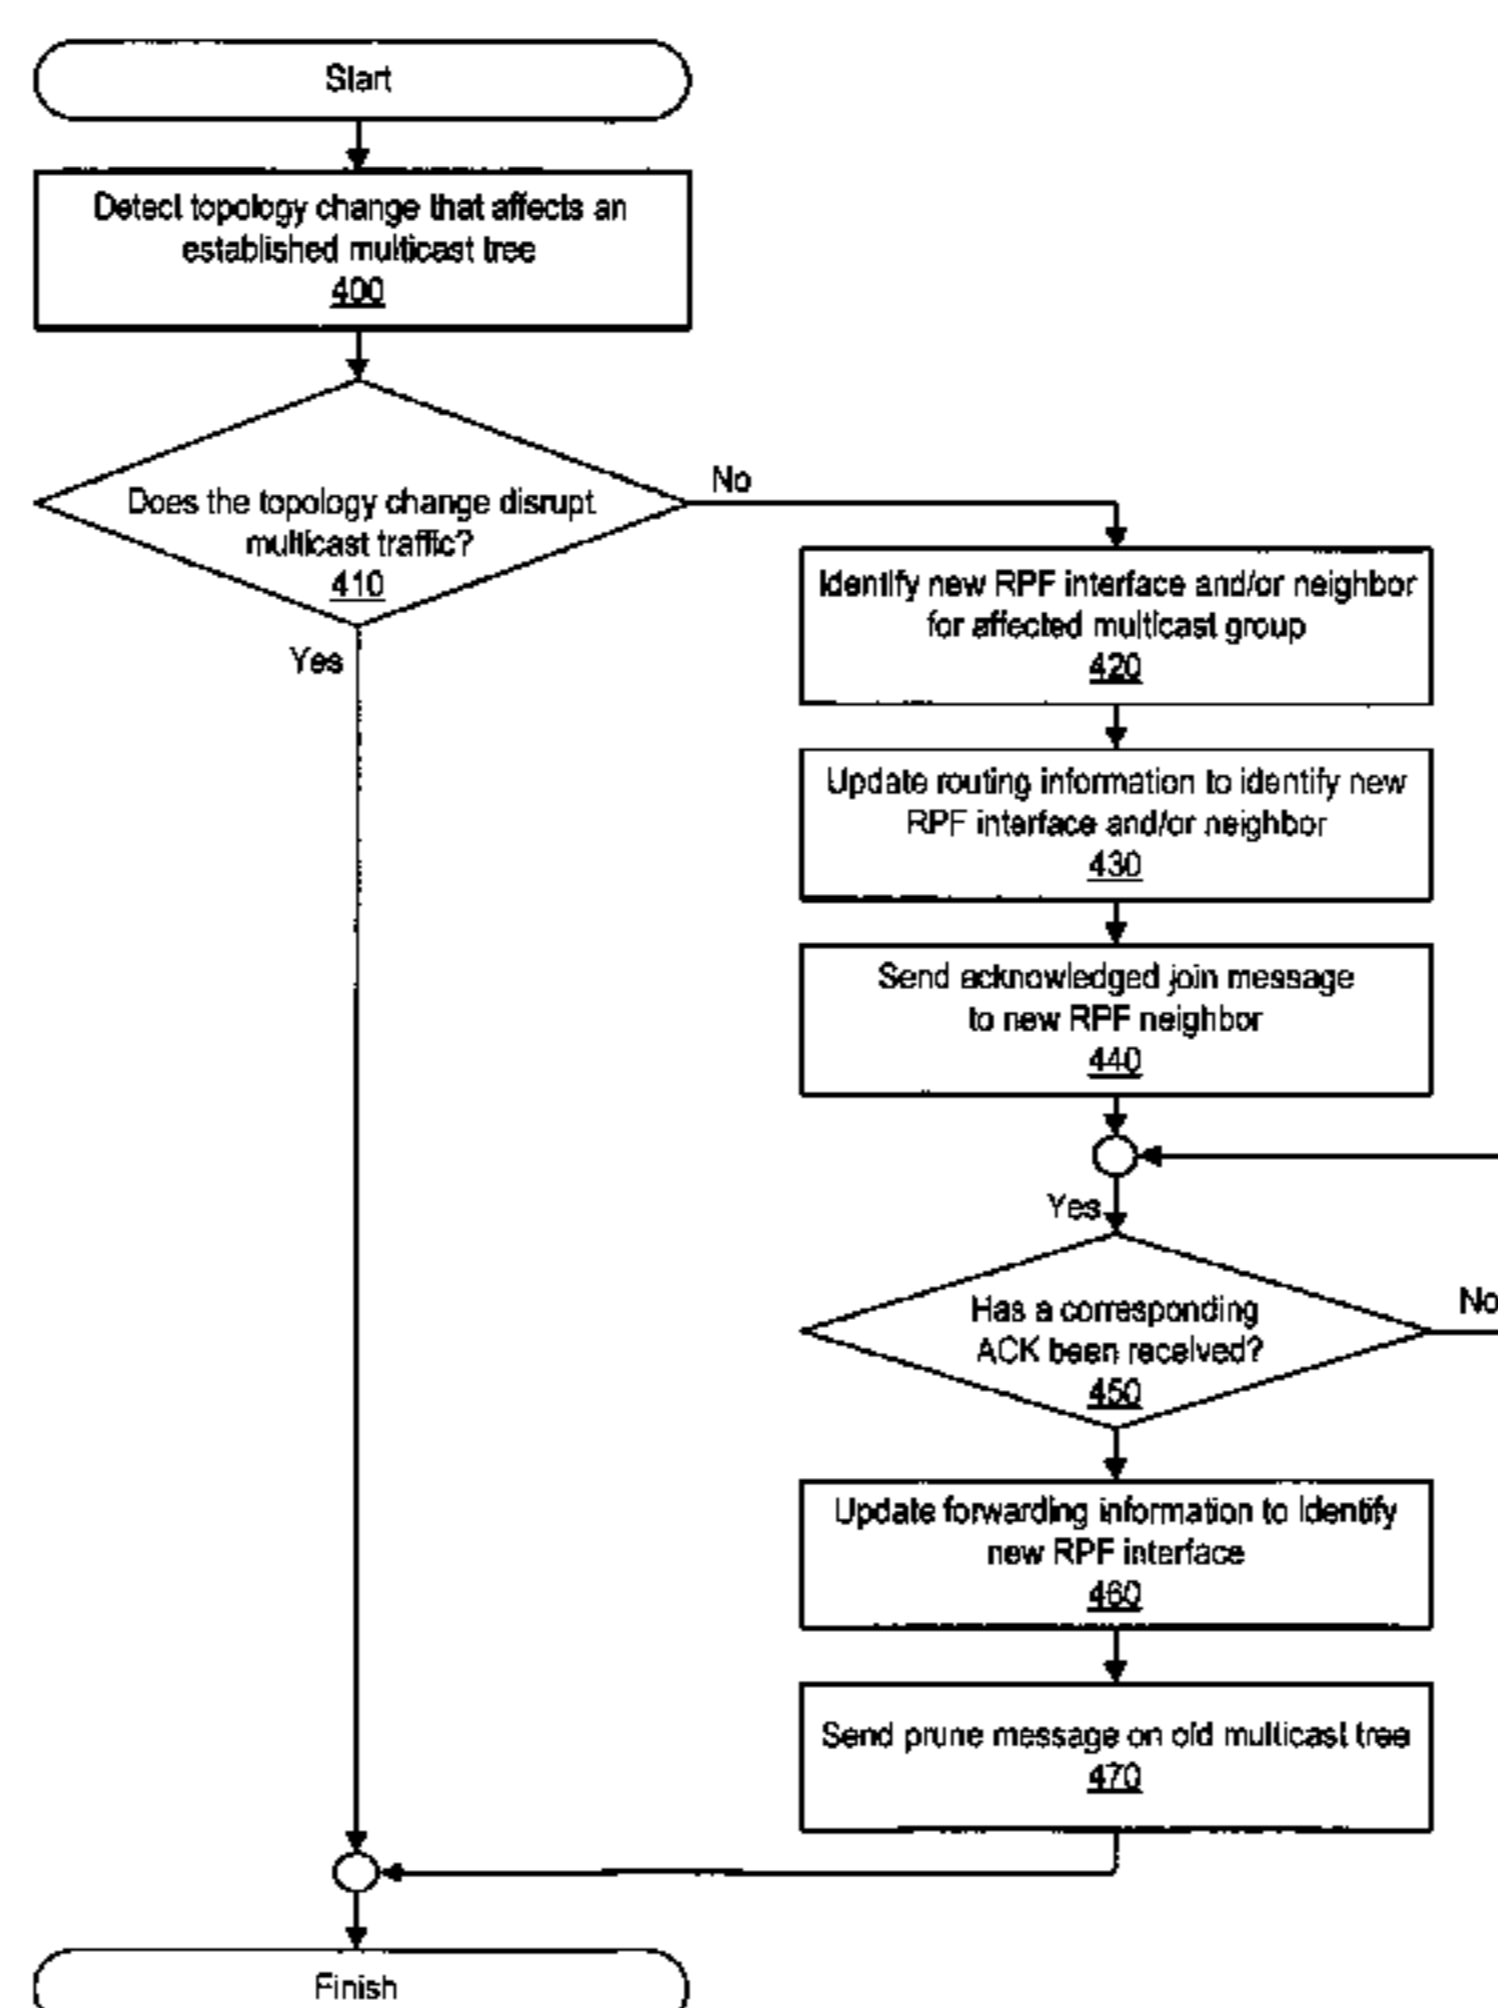 Start
Detect topology change that affects an
established multicast tree
400
Does the topology change disrupt
multicast traffic?
410
No
Yes
Identify new RPF interface and/or neighbor
for affected multicast group
420
Update routing information to identify new
RPF interface and/or neighbor
430
Send acknowledged join message
to new RPF neighbor
440
Yes
Has a corresponding
ACK been received?
450
No
Update forwarding information to identify
new RPF interface
460
Send prune message on old multicast tree
470
Finish